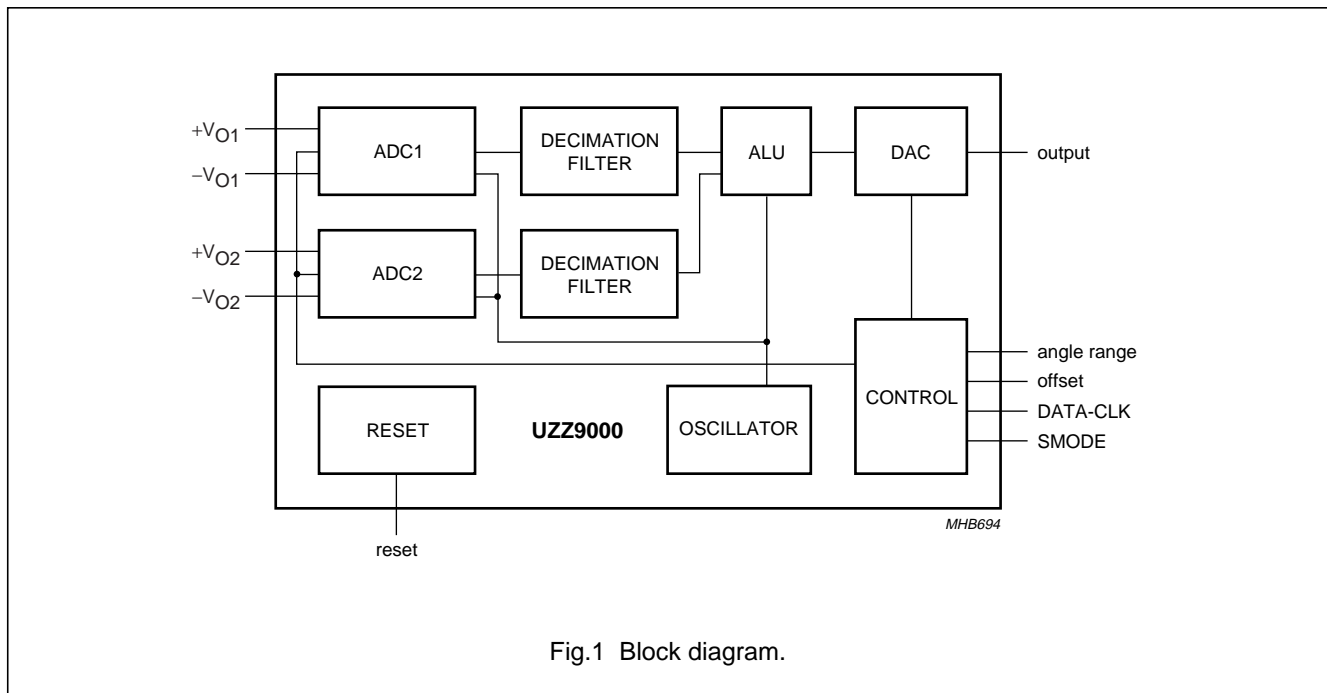 +VO1
−VO1
+VO2
−VO2
ADC1
DECIMATION
FILTER
ALU
DAC
output
ADC2
DECIMATION
FILTER
angle range
offset
DATA-CLK
SMODE
CONTROL
RESET
UZZ9000
OSCILLATOR
MHB694
reset
Fig.1 Block diagram.